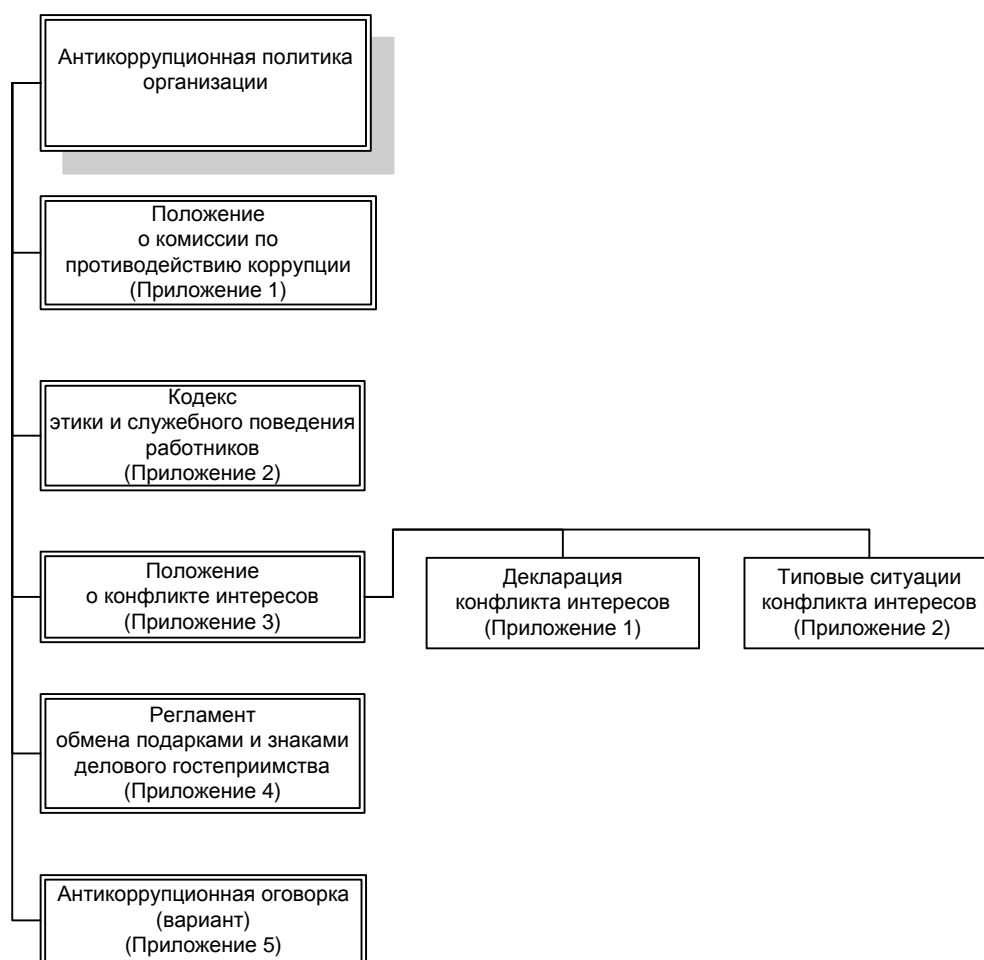 Антикоррупционная политика
организации
Положение
о комиссии по
противодействию коррупции
(Приложение 1)
Кодекс
этики и служебного поведения
работников
(Приложение 2)
Положение
о конфликте интересов
(Приложение 3)
Декларация
конфликта интересов
(Приложение 1)
Типовые ситуации
конфликта интересов
(Приложение 2)
Регламент
обмена подарками и знаками
делового гостеприимства
(Приложение 4)
Антикоррупционная оговорка
(вариант)
(Приложение 5)